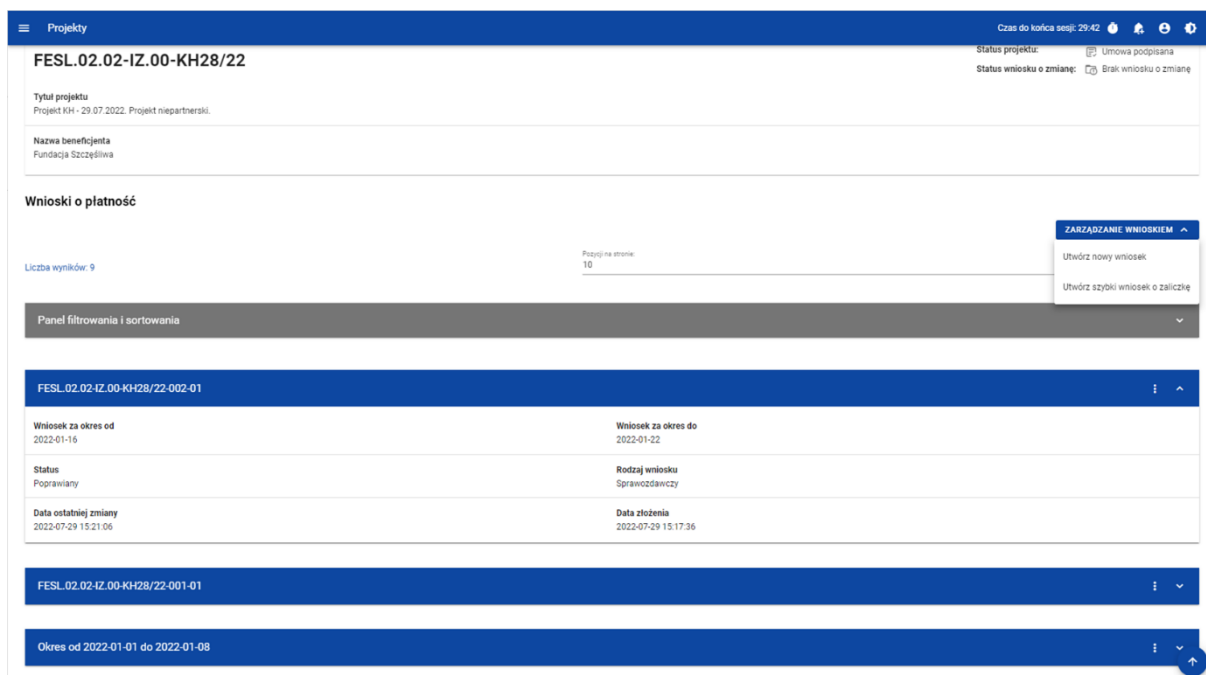 Projekty
Czas do końca sesji: 29:42
FESL.02.02-IZ.00-KH28/22
Status projektu: Umowa podpisana
Status wniosku o zmianę: Brak wniosku o zmianę
Tytuł projektu
Projekt KH - 29.07.2022. Projekt niepartnerski.
Nazwa beneficjenta
Fundacja Szczęśliwa
Wnioski o płatność
ZARZĄDZANIE WNIOSKIEM
Utwórz nowy wniosek
Utwórz szybki wniosek o zaliczkę
Liczba wyników: 9
Pozycji na stronie:
10
Panel filtrowania i sortowania
FESL.02.02-IZ.00-KH28/22-002-01
Wniosek za okres od
2022-01-16
Wniosek za okres do
2022-01-22
Status
Poprawiany
Rodzaj wniosku
Sprawozdawczy
Data ostatniej zmiany
2022-07-29 15:21:06
Data złożenia
2022-07-29 15:17:36
FESL.02.02-IZ.00-KH28/22-001-01
Okres od 2022-01-01 do 2022-01-08